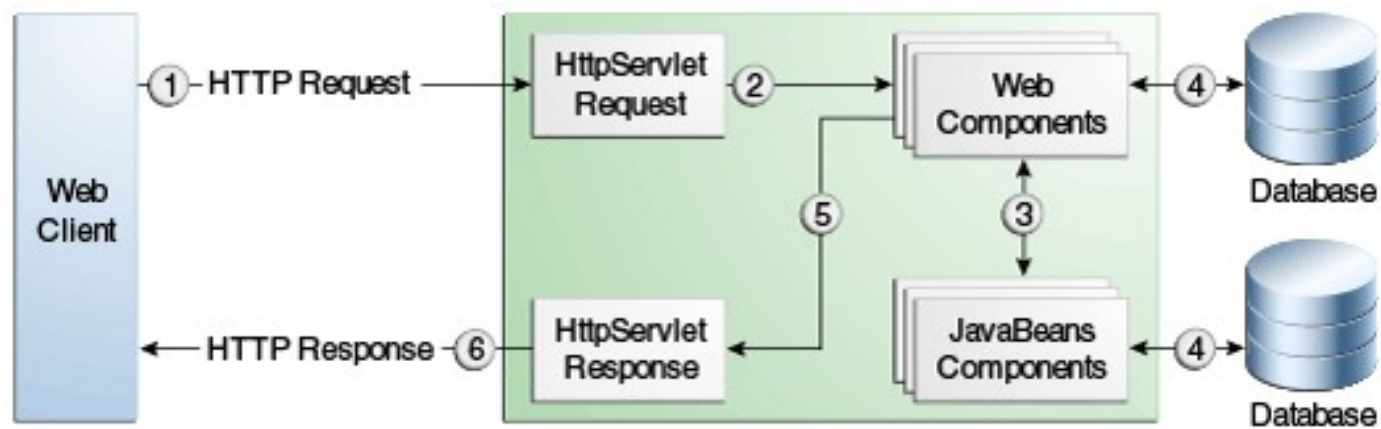 1 HTTP Request
HttpServlet
Request
2
Web
Components
4
Database
Web
Client
5
3
HTTP Response 6
HttpServlet
Response
JavaBeans
Components
4
Database